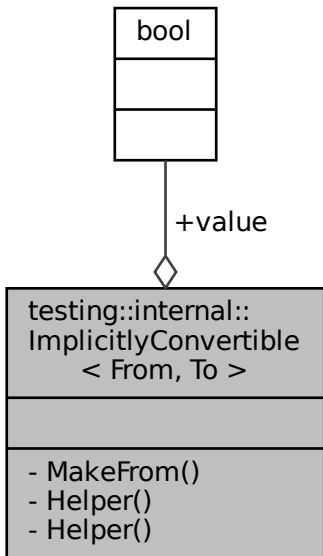 bool
+value
testing::internal::
ImplicitlyConvertible
< From, To >
- MakeFrom()
- Helper()
- Helper()